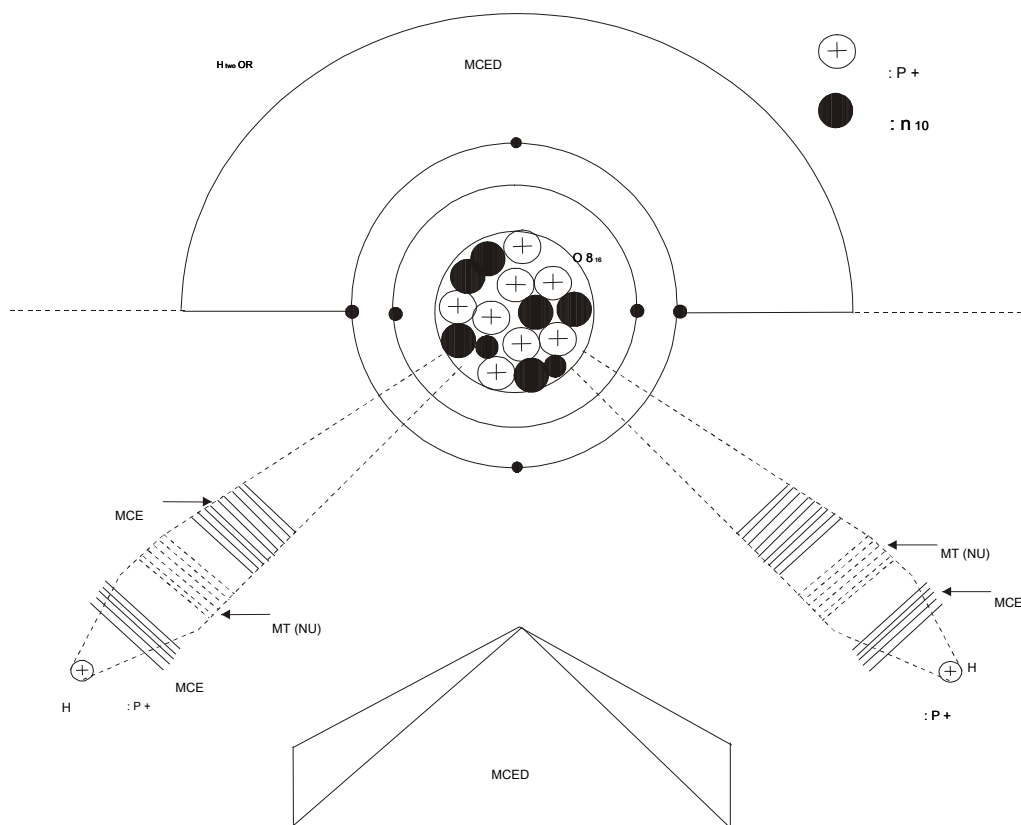 H two OR
MCED
: P +
: n 10
O 8 16
MCE
MT (NU)
MCE
H
: P +
MT (NU)
MCE
H
: P +
MCED